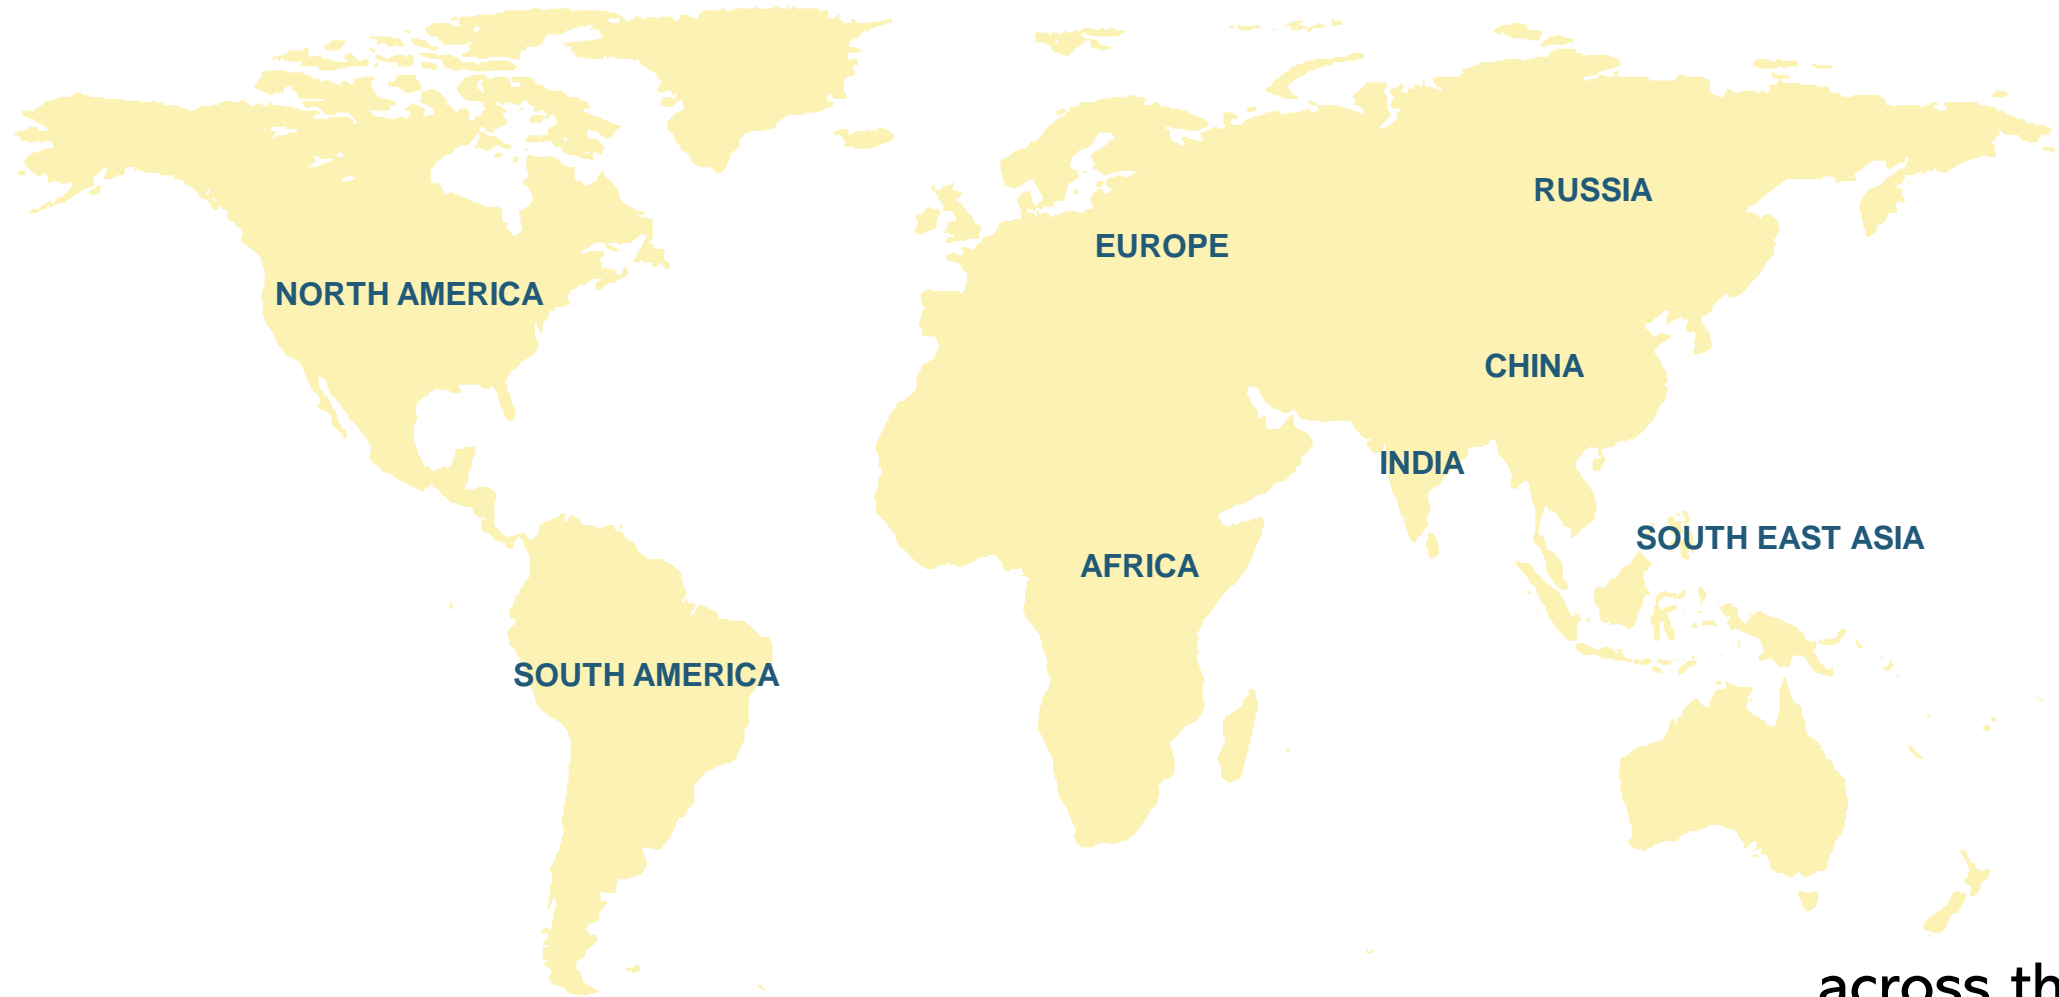 RUSSIA
EUROPE
NORTH AMERICA
CHINA
INDIA
SOUTH EAST ASIA
AFRICA
SOUTH AMERICA
across th